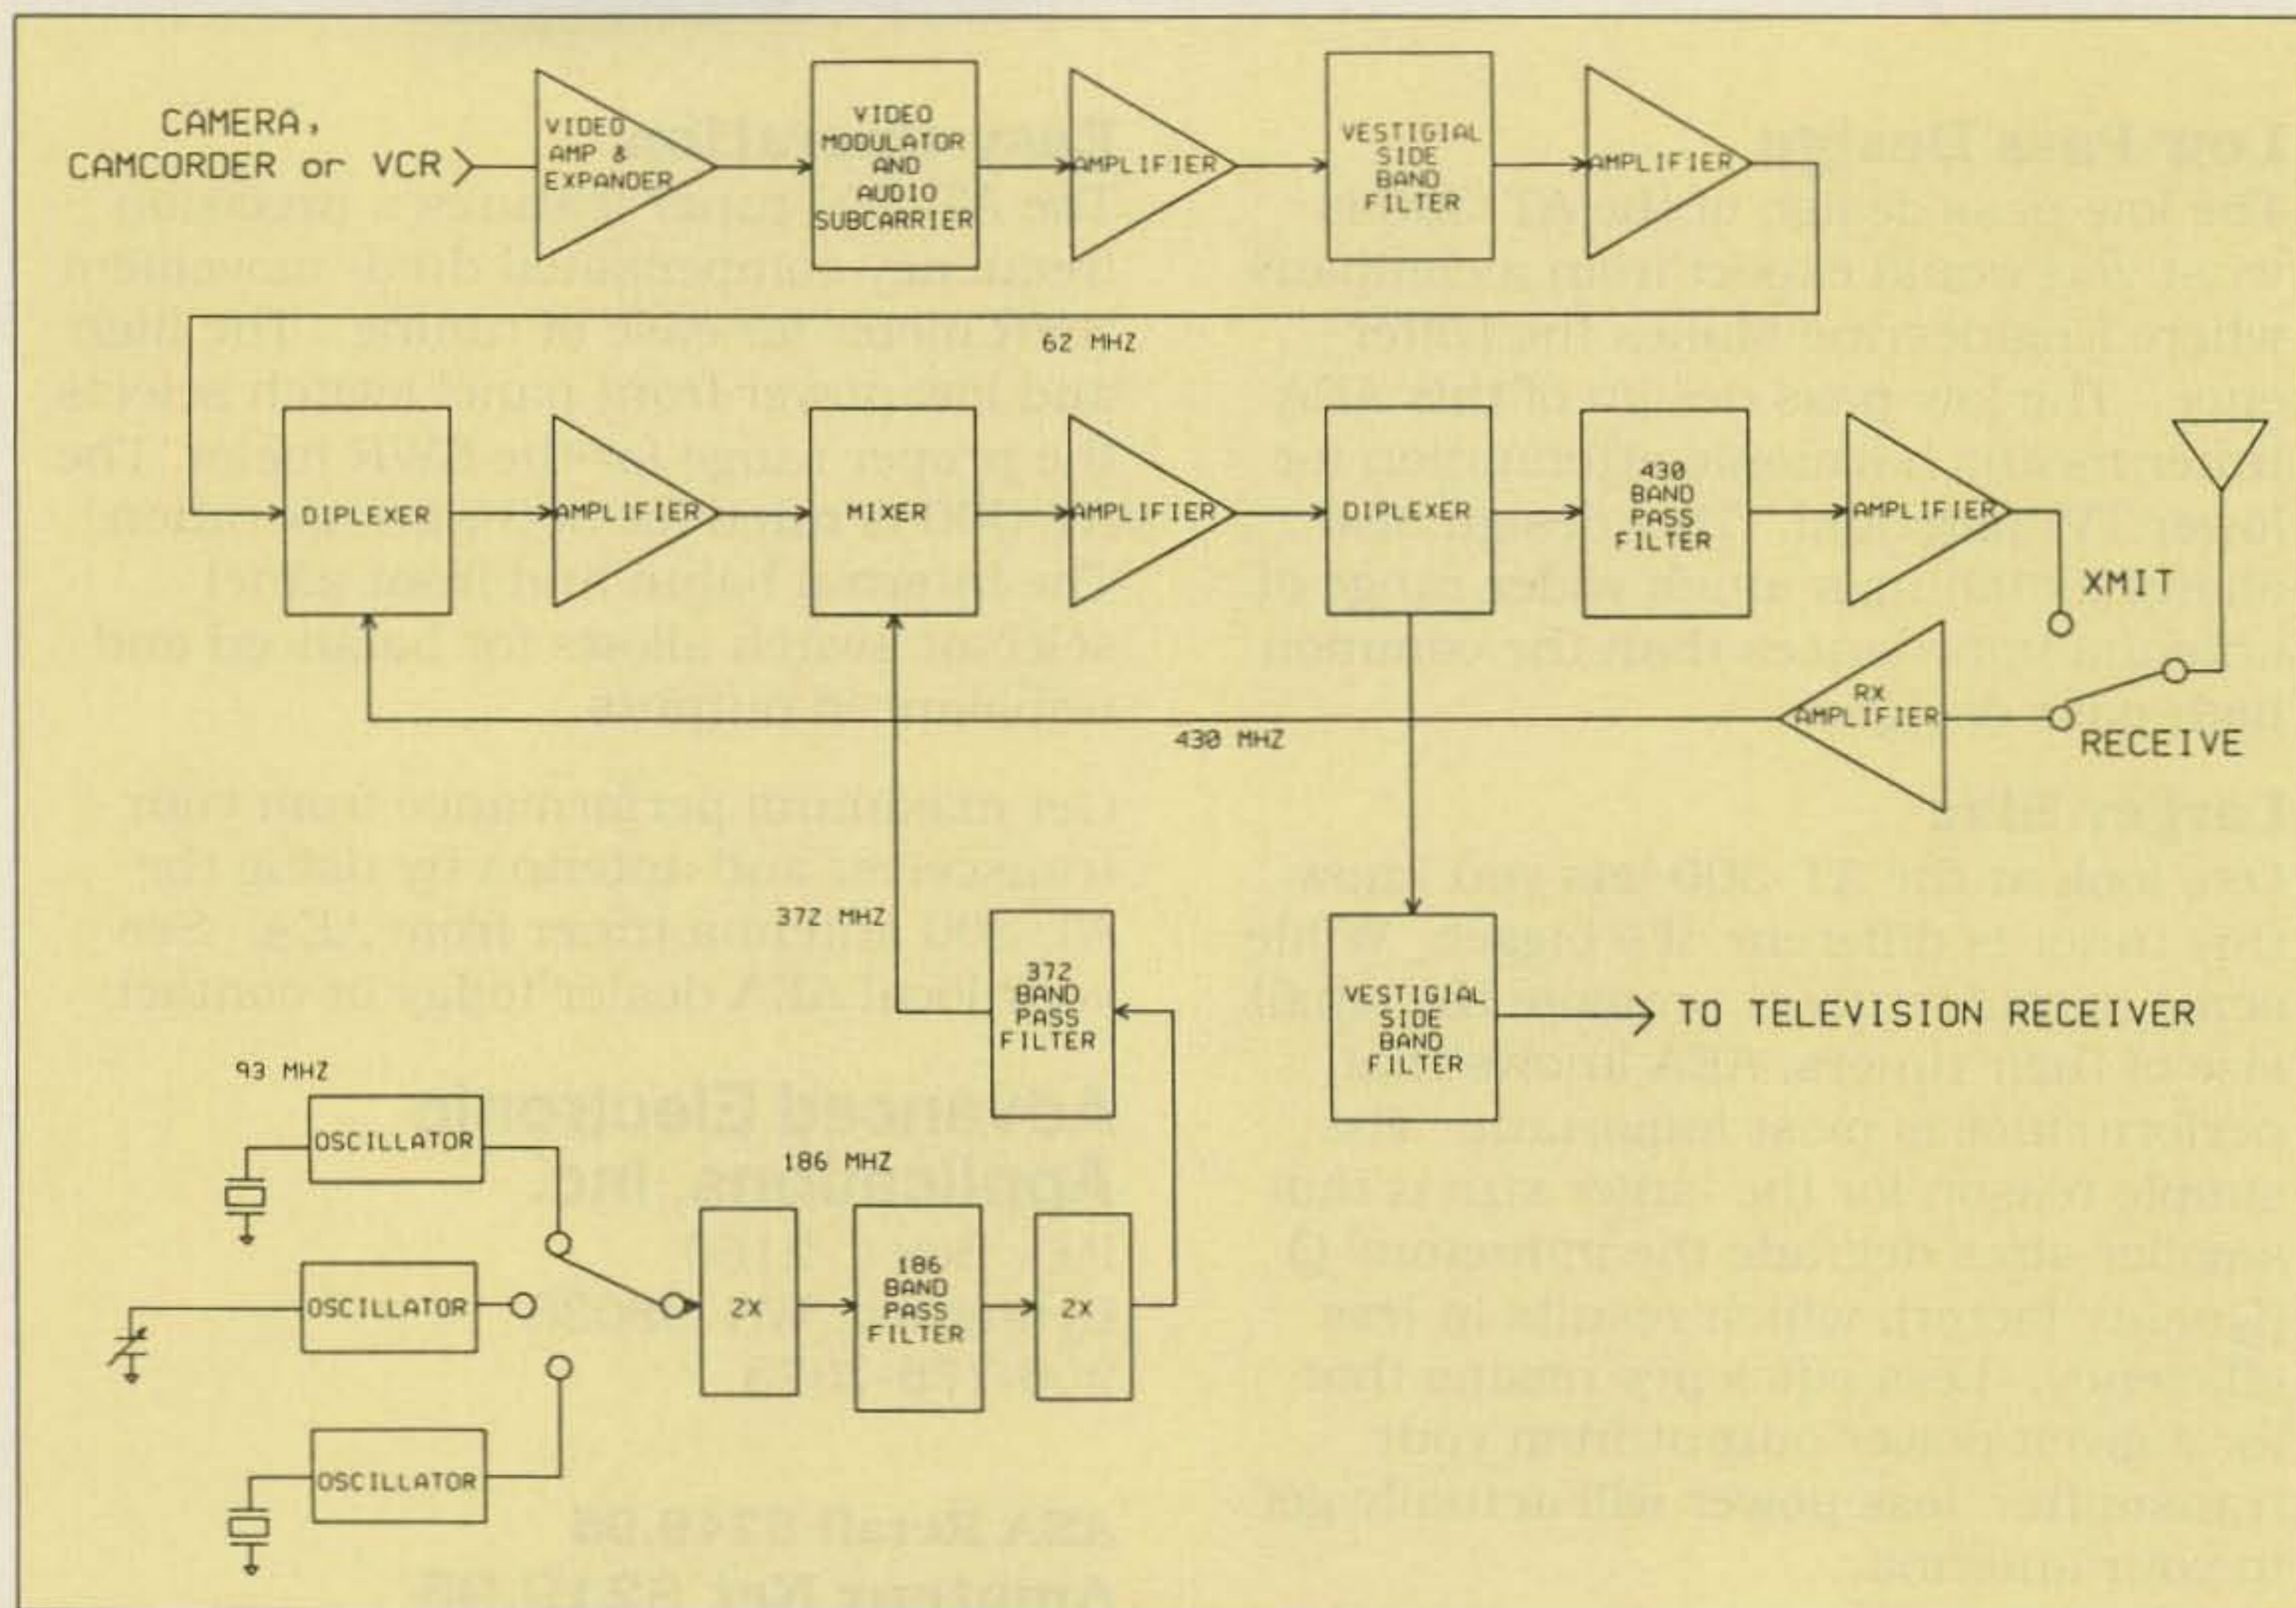 CAMERA,
CAMCORDER or VCR
VIDEO
AMP &
EXPANDER
VIDEO
MODULATOR
AND
AUDIO
SUBCARRIER
AMPLIFIER
VESTIGIAL
SIDE
BAND
FILTER
AMPLIFIER
62 MHZ
DIPLEXER
AMPLIFIER
MIXER
AMPLIFIER
DIPLEXER
430
BAND
PASS
FILTER
AMPLIFIER
XMIT
RX
AMPLIFIER
RECEIVE
430 MHZ
372 MHZ
372
BAND
PASS
FILTER
VESTIGIAL
SIDE
BAND
FILTER
TO TELEVISION RECEIVER
93 MHZ
OSCILLATOR
186 MHZ
OSCILLATOR
2X
186
BAND
PASS
FILTER
2X
OSCILLATOR